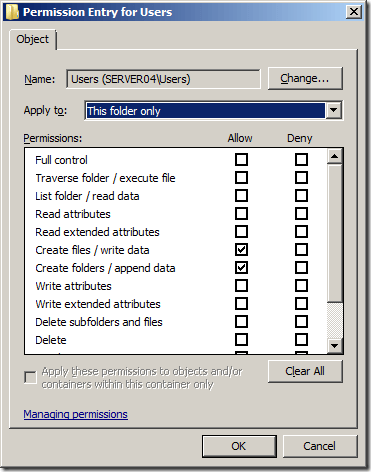 Permission Entry for Users
Object
Name: Users (SERVER04\Users) Change...
Apply to: This folder only
Permissions: Allow Deny
Full control
Traverse folder / execute file
List folder / read data
Read attributes
Read extended attributes
Create files / write data
Create folders / append data
Write attributes
Write extended attributes
Delete subfolders and files
Delete
Apply these permissions to objects and/or
containers within this container only
Clear All
Managing permissions
OK Cancel